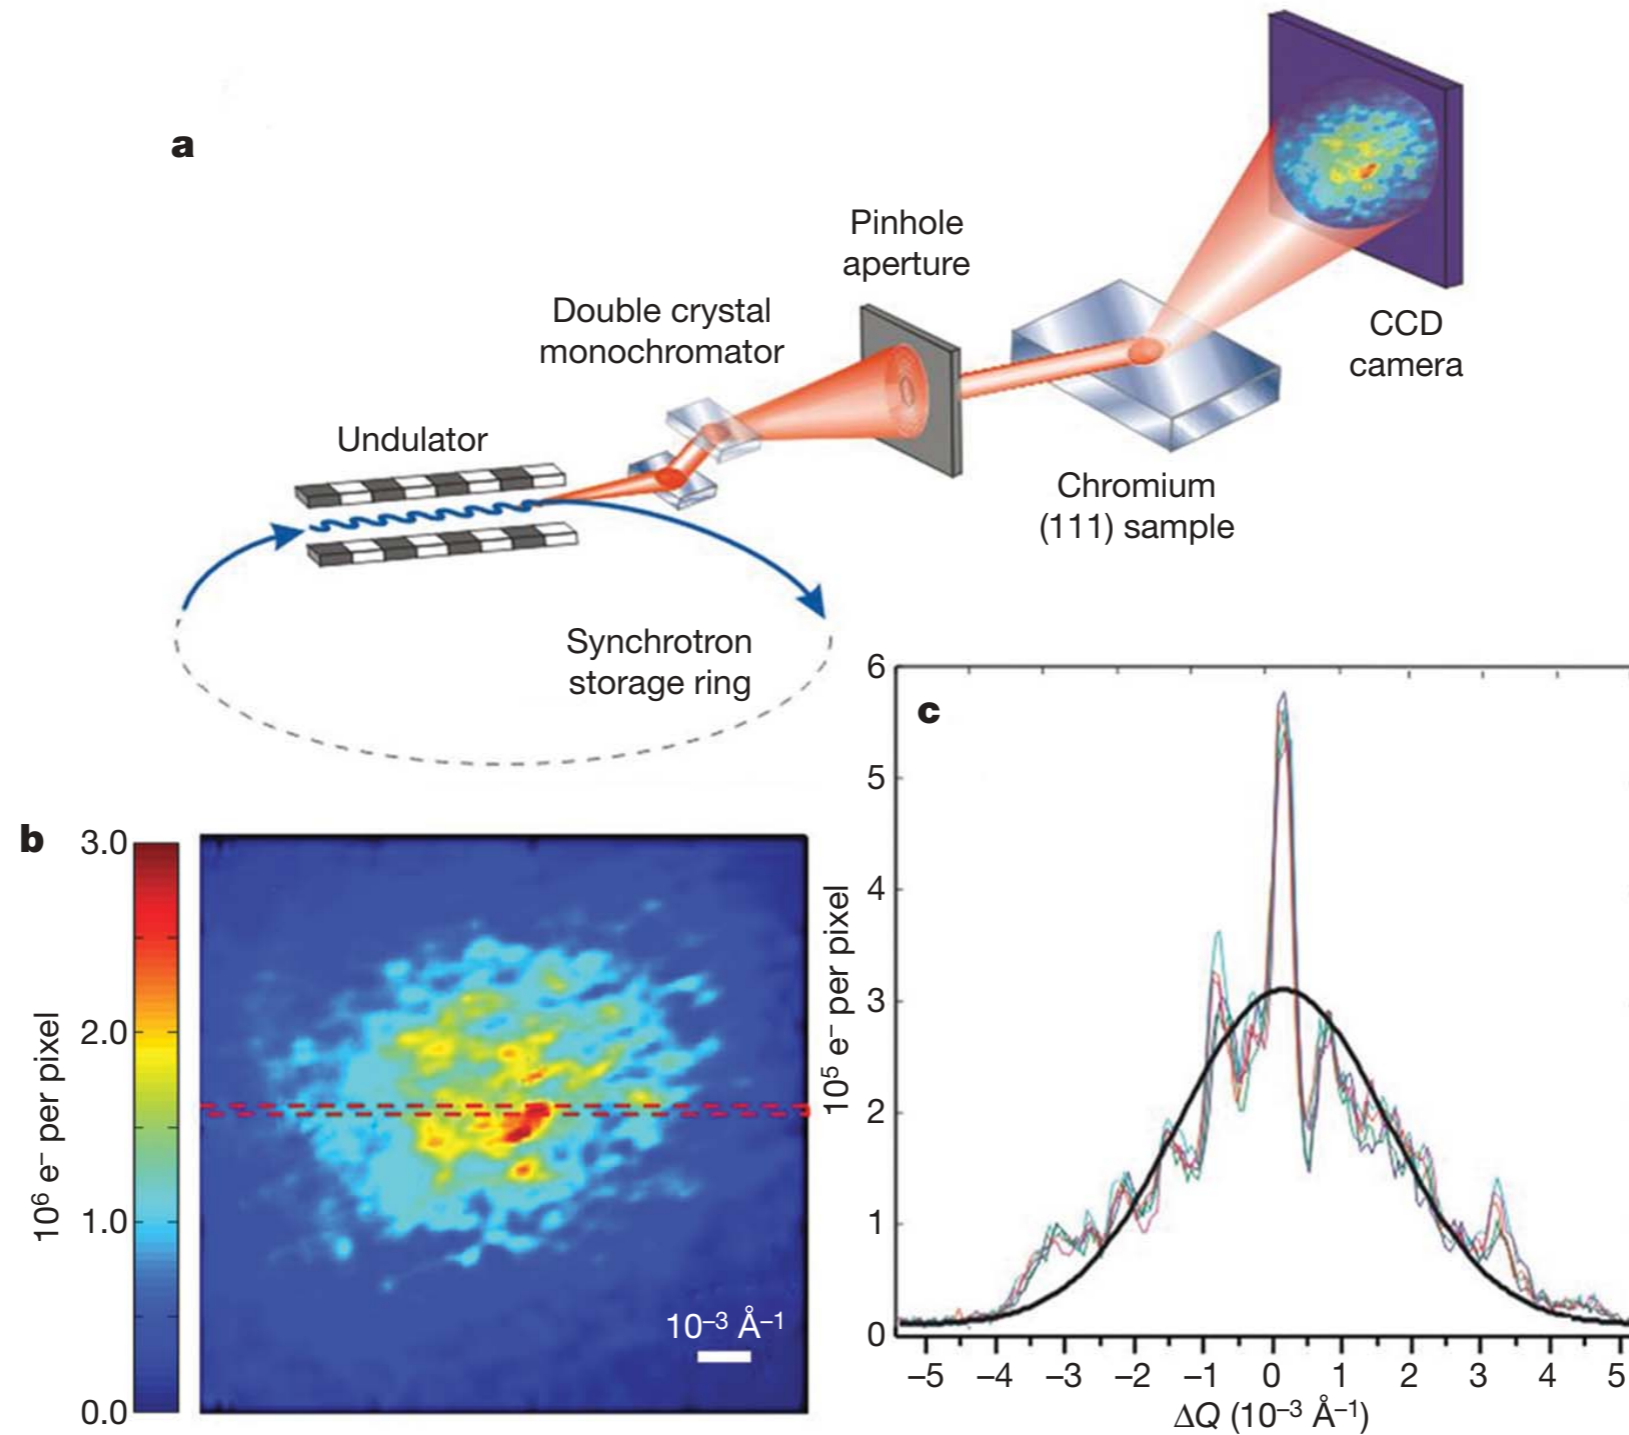 a
Pinhole
aperture
Double crystal
monochromator
CCD
camera
Undulator
Chromium
(111) sample
Synchrotron
storage ring
b
3.0
2.0
1.0
0.0
10⁶ e⁻ per pixel
10⁻³ Å⁻¹
c
6
5
4
3
2
1
0
10⁵ e⁻ per pixel
–5 –4 –3 –2 –1 0 1 2 3 4 5
ΔQ (10⁻³ Å⁻¹)